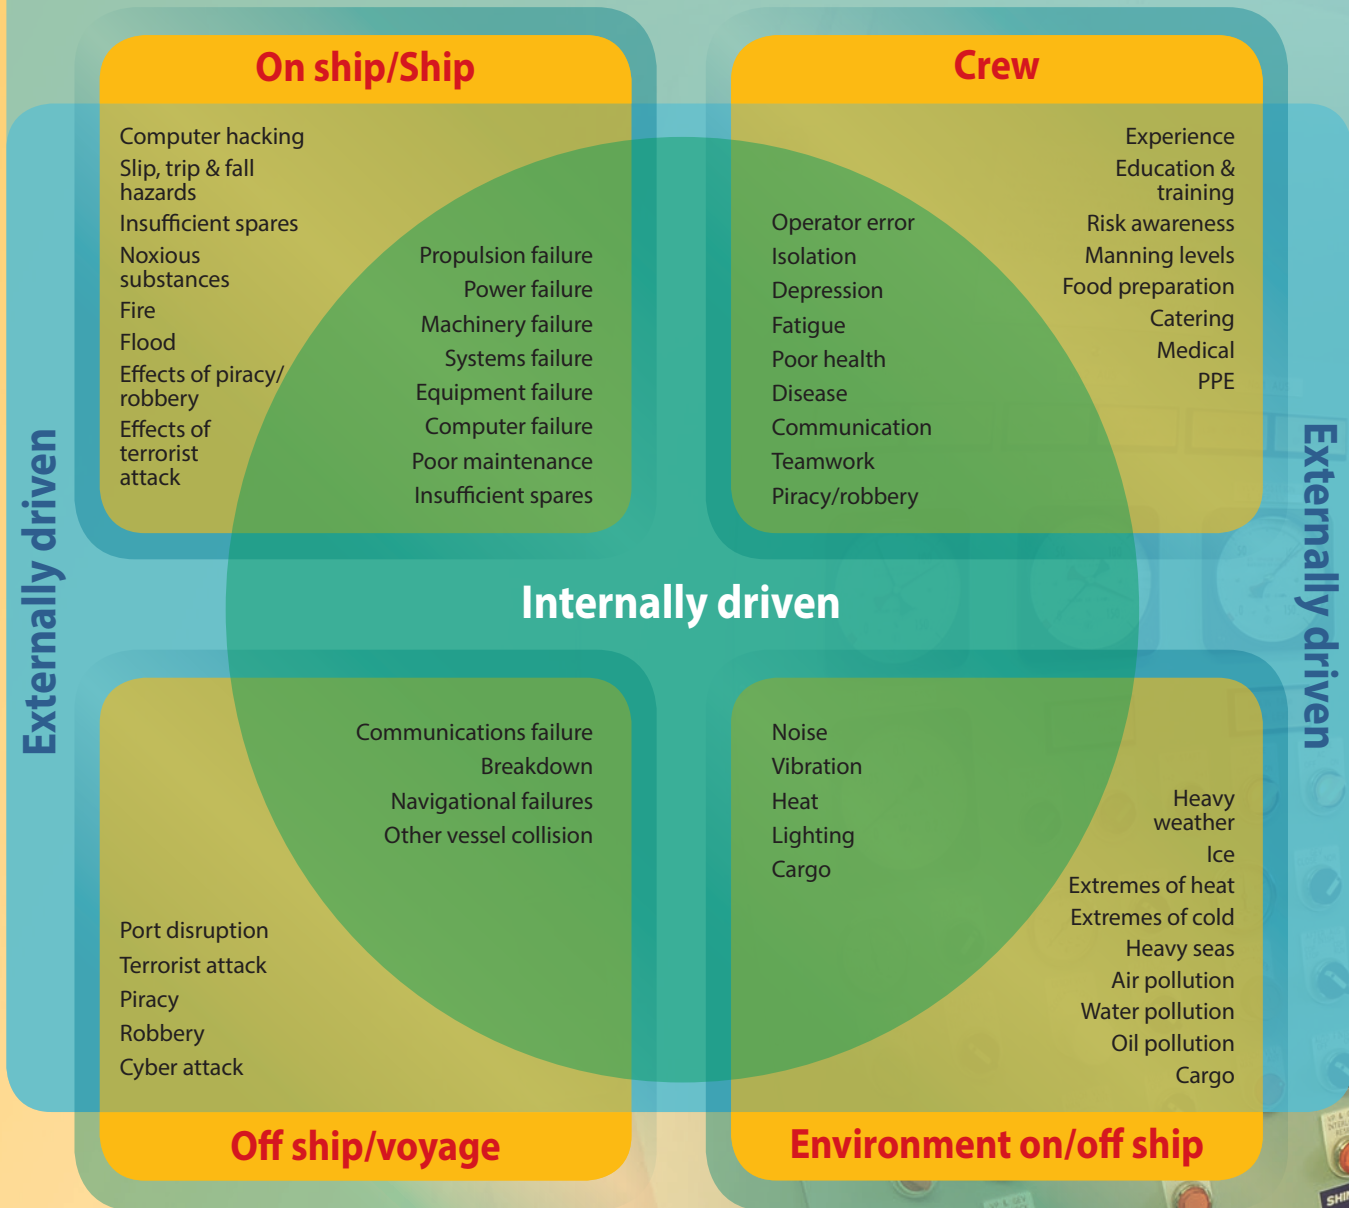 On ship/Ship
Computer hacking
Slip, trip & fall
hazards
Insufficient spares
Noxious
substances
Fire
Flood
Effects of piracy/
robbery
Effects of
terrorist
attack
Propulsion failure
Power failure
Machinery failure
Systems failure
Equipment failure
Computer failure
Poor maintenance
Insufficient spares
Crew
Operator error
Isolation
Depression
Fatigue
Poor health
Disease
Communication
Teamwork
Piracy/robbery
Experience
Education &
training
Risk awareness
Manning levels
Food preparation
Catering
Medical
PPE
Externally driven
Internally driven
Externally driven
Communications failure
Breakdown
Navigational failures
Other vessel collision
Port disruption
Terrorist attack
Piracy
Robbery
Cyber attack
Off ship/voyage
Noise
Vibration
Heat
Lighting
Cargo
Heavy
weather
Ice
Extremes of heat
Extremes of cold
Heavy seas
Air pollution
Water pollution
Oil pollution
Cargo
Environment on/off ship